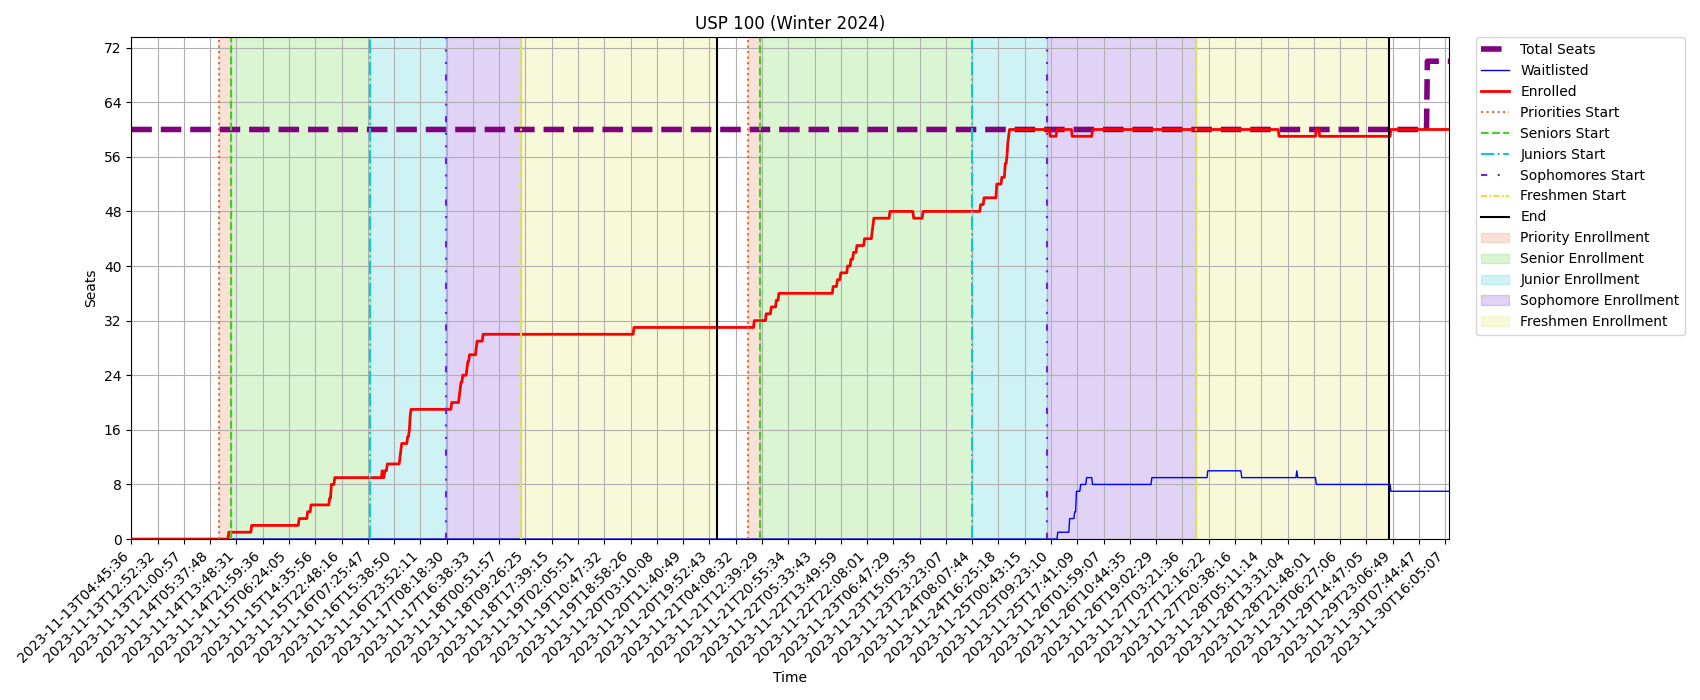 USP 100 (Winter 2024)
72
64
56
48
40
32
24
16
8
0
Seats
2023-11-13T04:45:36
2023-11-13T12:52:32
2023-11-13T21:00:57
2023-11-14T05:37:48
2023-11-14T13:48:31
2023-11-14T21:59:36
2023-11-15T06:24:05
2023-11-15T14:35:56
2023-11-15T22:48:16
2023-11-16T07:25:47
2023-11-16T15:38:50
2023-11-16T23:52:11
2023-11-17T08:18:30
2023-11-17T16:38:33
2023-11-18T00:51:57
2023-11-18T09:26:25
2023-11-18T17:39:15
2023-11-19T02:05:51
2023-11-19T10:47:32
2023-11-19T18:58:26
2023-11-20T03:10:08
2023-11-20T11:40:49
2023-11-20T19:52:43
2023-11-21T04:08:32
2023-11-21T12:39:29
2023-11-21T20:55:34
2023-11-22T05:33:43
2023-11-22T13:49:59
2023-11-22T22:08:01
2023-11-23T06:47:29
2023-11-23T15:05:35
2023-11-23T23:23:07
2023-11-24T08:07:44
2023-11-24T16:25:18
2023-11-25T00:43:15
2023-11-25T09:23:10
2023-11-25T17:41:09
2023-11-26T01:59:07
2023-11-26T10:44:35
2023-11-26T19:02:29
2023-11-27T03:21:36
2023-11-27T12:16:22
2023-11-27T20:38:16
2023-11-28T05:11:14
2023-11-28T13:31:04
2023-11-28T21:48:01
2023-11-29T06:27:06
2023-11-29T14:47:05
2023-11-29T23:06:49
2023-11-30T07:44:47
2023-11-30T16:05:07
Time
Total Seats
Waitlisted
Enrolled
Priorities Start
Seniors Start
Juniors Start
Sophomores Start
Freshmen Start
End
Priority Enrollment
Senior Enrollment
Junior Enrollment
Sophomore Enrollment
Freshmen Enrollment